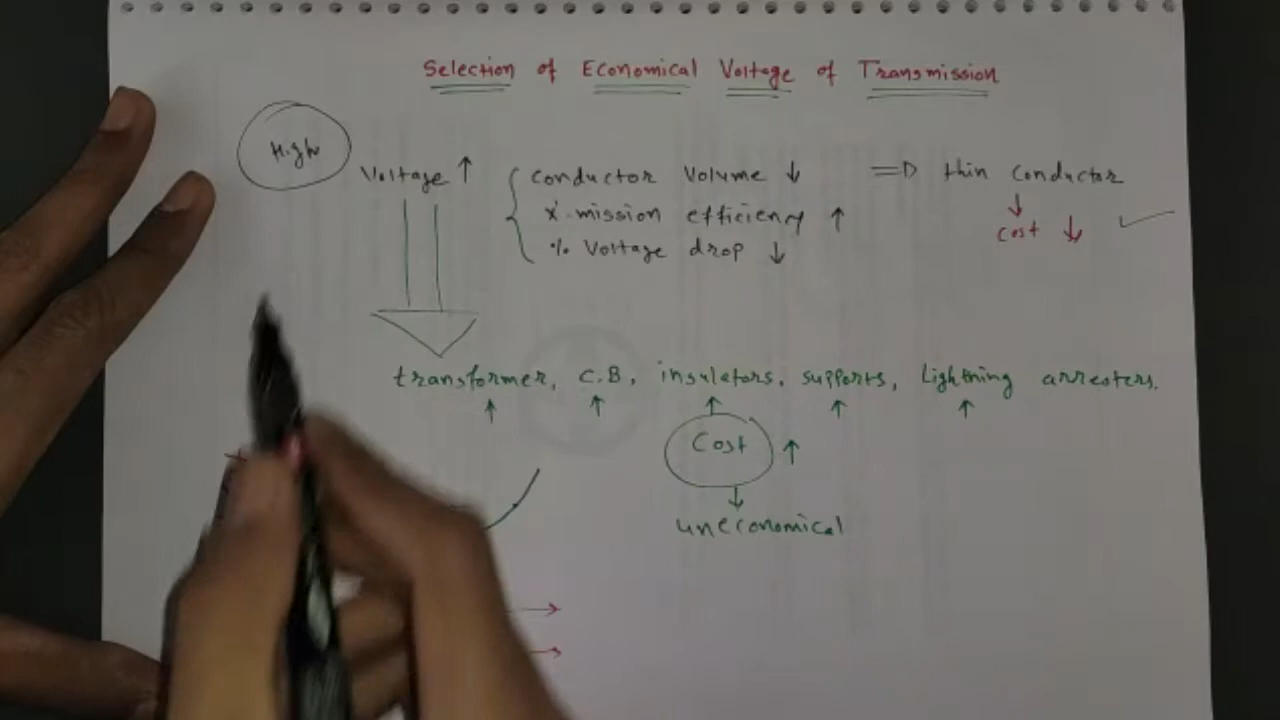 Selection of Economical Voltage of Transmission
High
Voltage ↑ { Conductor Volume ↓ => thin conductor
x'mission efficiency ↑ ↓
% Voltage drop ↓ cost ↓ ✓
transformer, C.B, insulators, supports, Lightning arresters.
↑ ↑ ↑ ↑ ↑
Cost ↑
↓
uneconomical